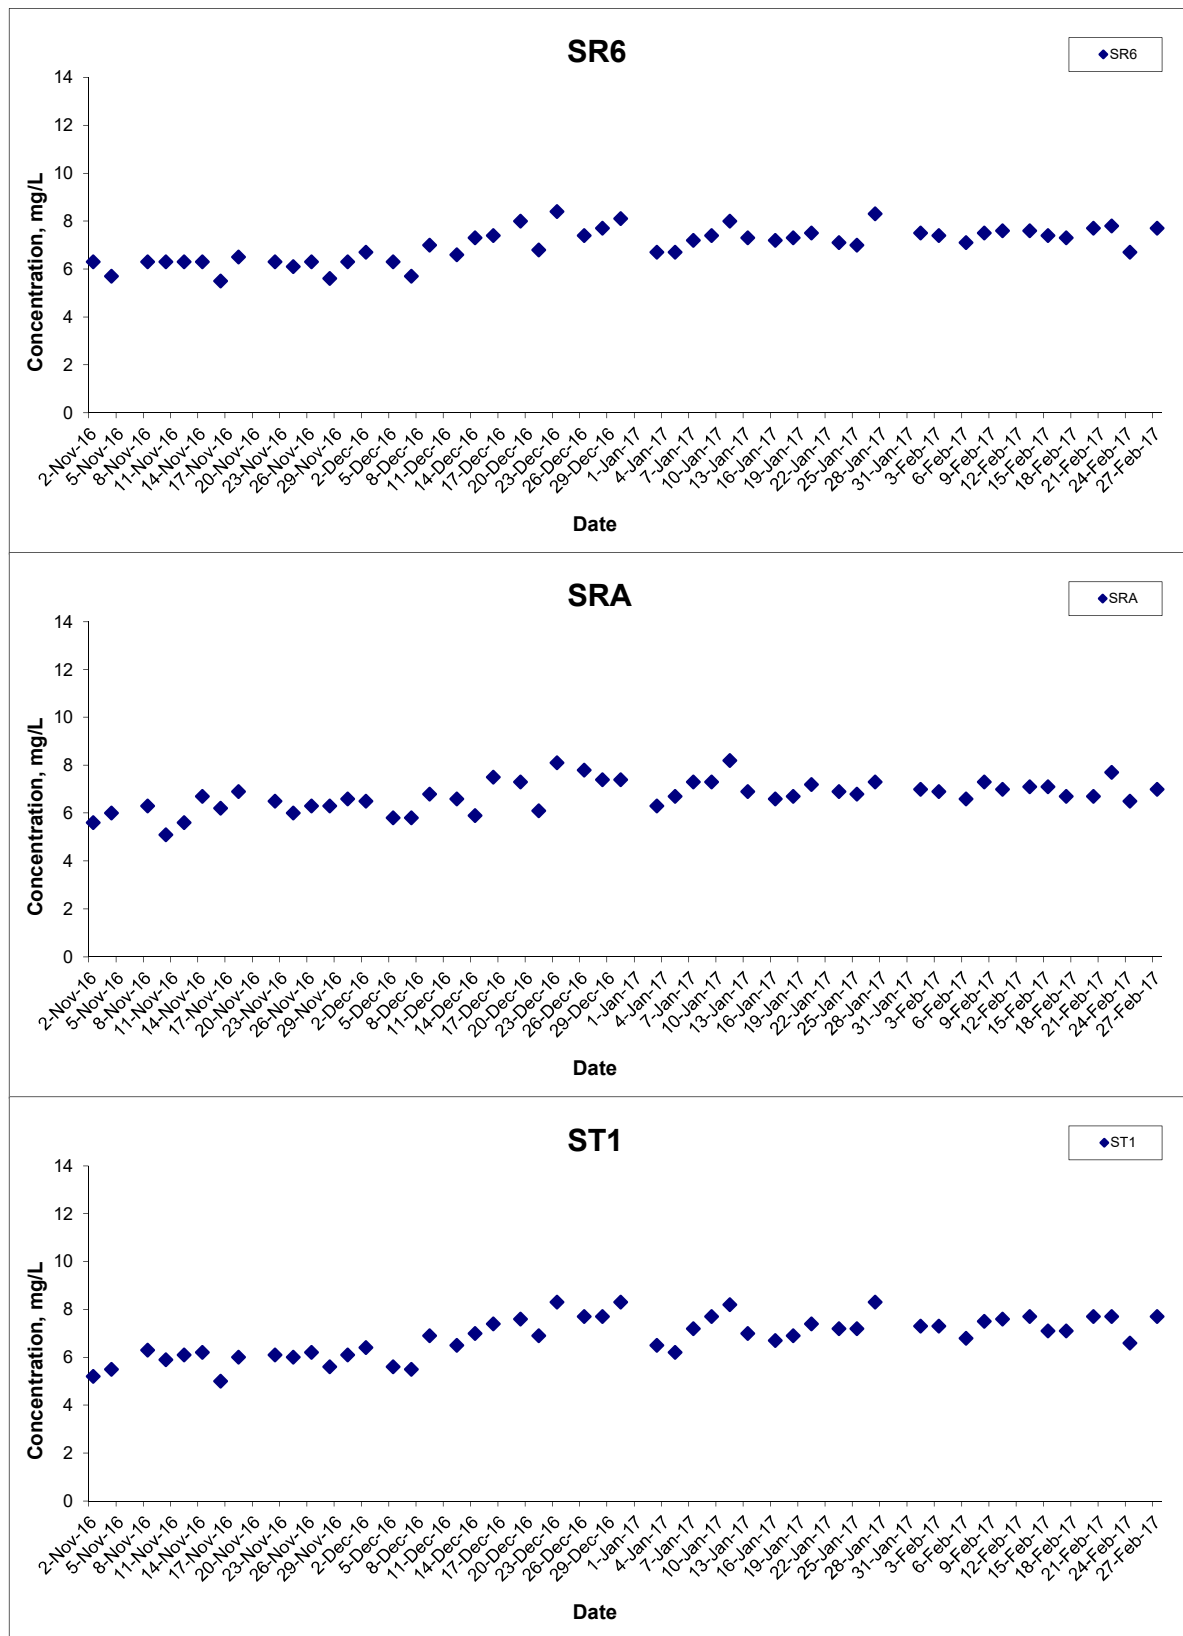 SR6
SR6
14
12
10
8
6
4
2
0
Concentration, mg/L
2-Nov-16
5-Nov-16
8-Nov-16
11-Nov-16
14-Nov-16
17-Nov-16
20-Nov-16
23-Nov-16
26-Nov-16
29-Nov-16
2-Dec-16
5-Dec-16
8-Dec-16
11-Dec-16
14-Dec-16
17-Dec-16
20-Dec-16
23-Dec-16
26-Dec-16
29-Dec-16
1-Jan-17
4-Jan-17
7-Jan-17
10-Jan-17
13-Jan-17
16-Jan-17
19-Jan-17
22-Jan-17
25-Jan-17
28-Jan-17
31-Jan-17
3-Feb-17
6-Feb-17
9-Feb-17
12-Feb-17
15-Feb-17
18-Feb-17
21-Feb-17
24-Feb-17
27-Feb-17
Date
SRA
SRA
14
12
10
8
6
4
2
0
Concentration, mg/L
2-Nov-16
5-Nov-16
8-Nov-16
11-Nov-16
14-Nov-16
17-Nov-16
20-Nov-16
23-Nov-16
26-Nov-16
29-Nov-16
2-Dec-16
5-Dec-16
8-Dec-16
11-Dec-16
14-Dec-16
17-Dec-16
20-Dec-16
23-Dec-16
26-Dec-16
29-Dec-16
1-Jan-17
4-Jan-17
7-Jan-17
10-Jan-17
13-Jan-17
16-Jan-17
19-Jan-17
22-Jan-17
25-Jan-17
28-Jan-17
31-Jan-17
3-Feb-17
6-Feb-17
9-Feb-17
12-Feb-17
15-Feb-17
18-Feb-17
21-Feb-17
24-Feb-17
27-Feb-17
Date
ST1
ST1
14
12
10
8
6
4
2
0
Concentration, mg/L
2-Nov-16
5-Nov-16
8-Nov-16
11-Nov-16
14-Nov-16
17-Nov-16
20-Nov-16
23-Nov-16
26-Nov-16
29-Nov-16
2-Dec-16
5-Dec-16
8-Dec-16
11-Dec-16
14-Dec-16
17-Dec-16
20-Dec-16
23-Dec-16
26-Dec-16
29-Dec-16
1-Jan-17
4-Jan-17
7-Jan-17
10-Jan-17
13-Jan-17
16-Jan-17
19-Jan-17
22-Jan-17
25-Jan-17
28-Jan-17
31-Jan-17
3-Feb-17
6-Feb-17
9-Feb-17
12-Feb-17
15-Feb-17
18-Feb-17
21-Feb-17
24-Feb-17
27-Feb-17
Date